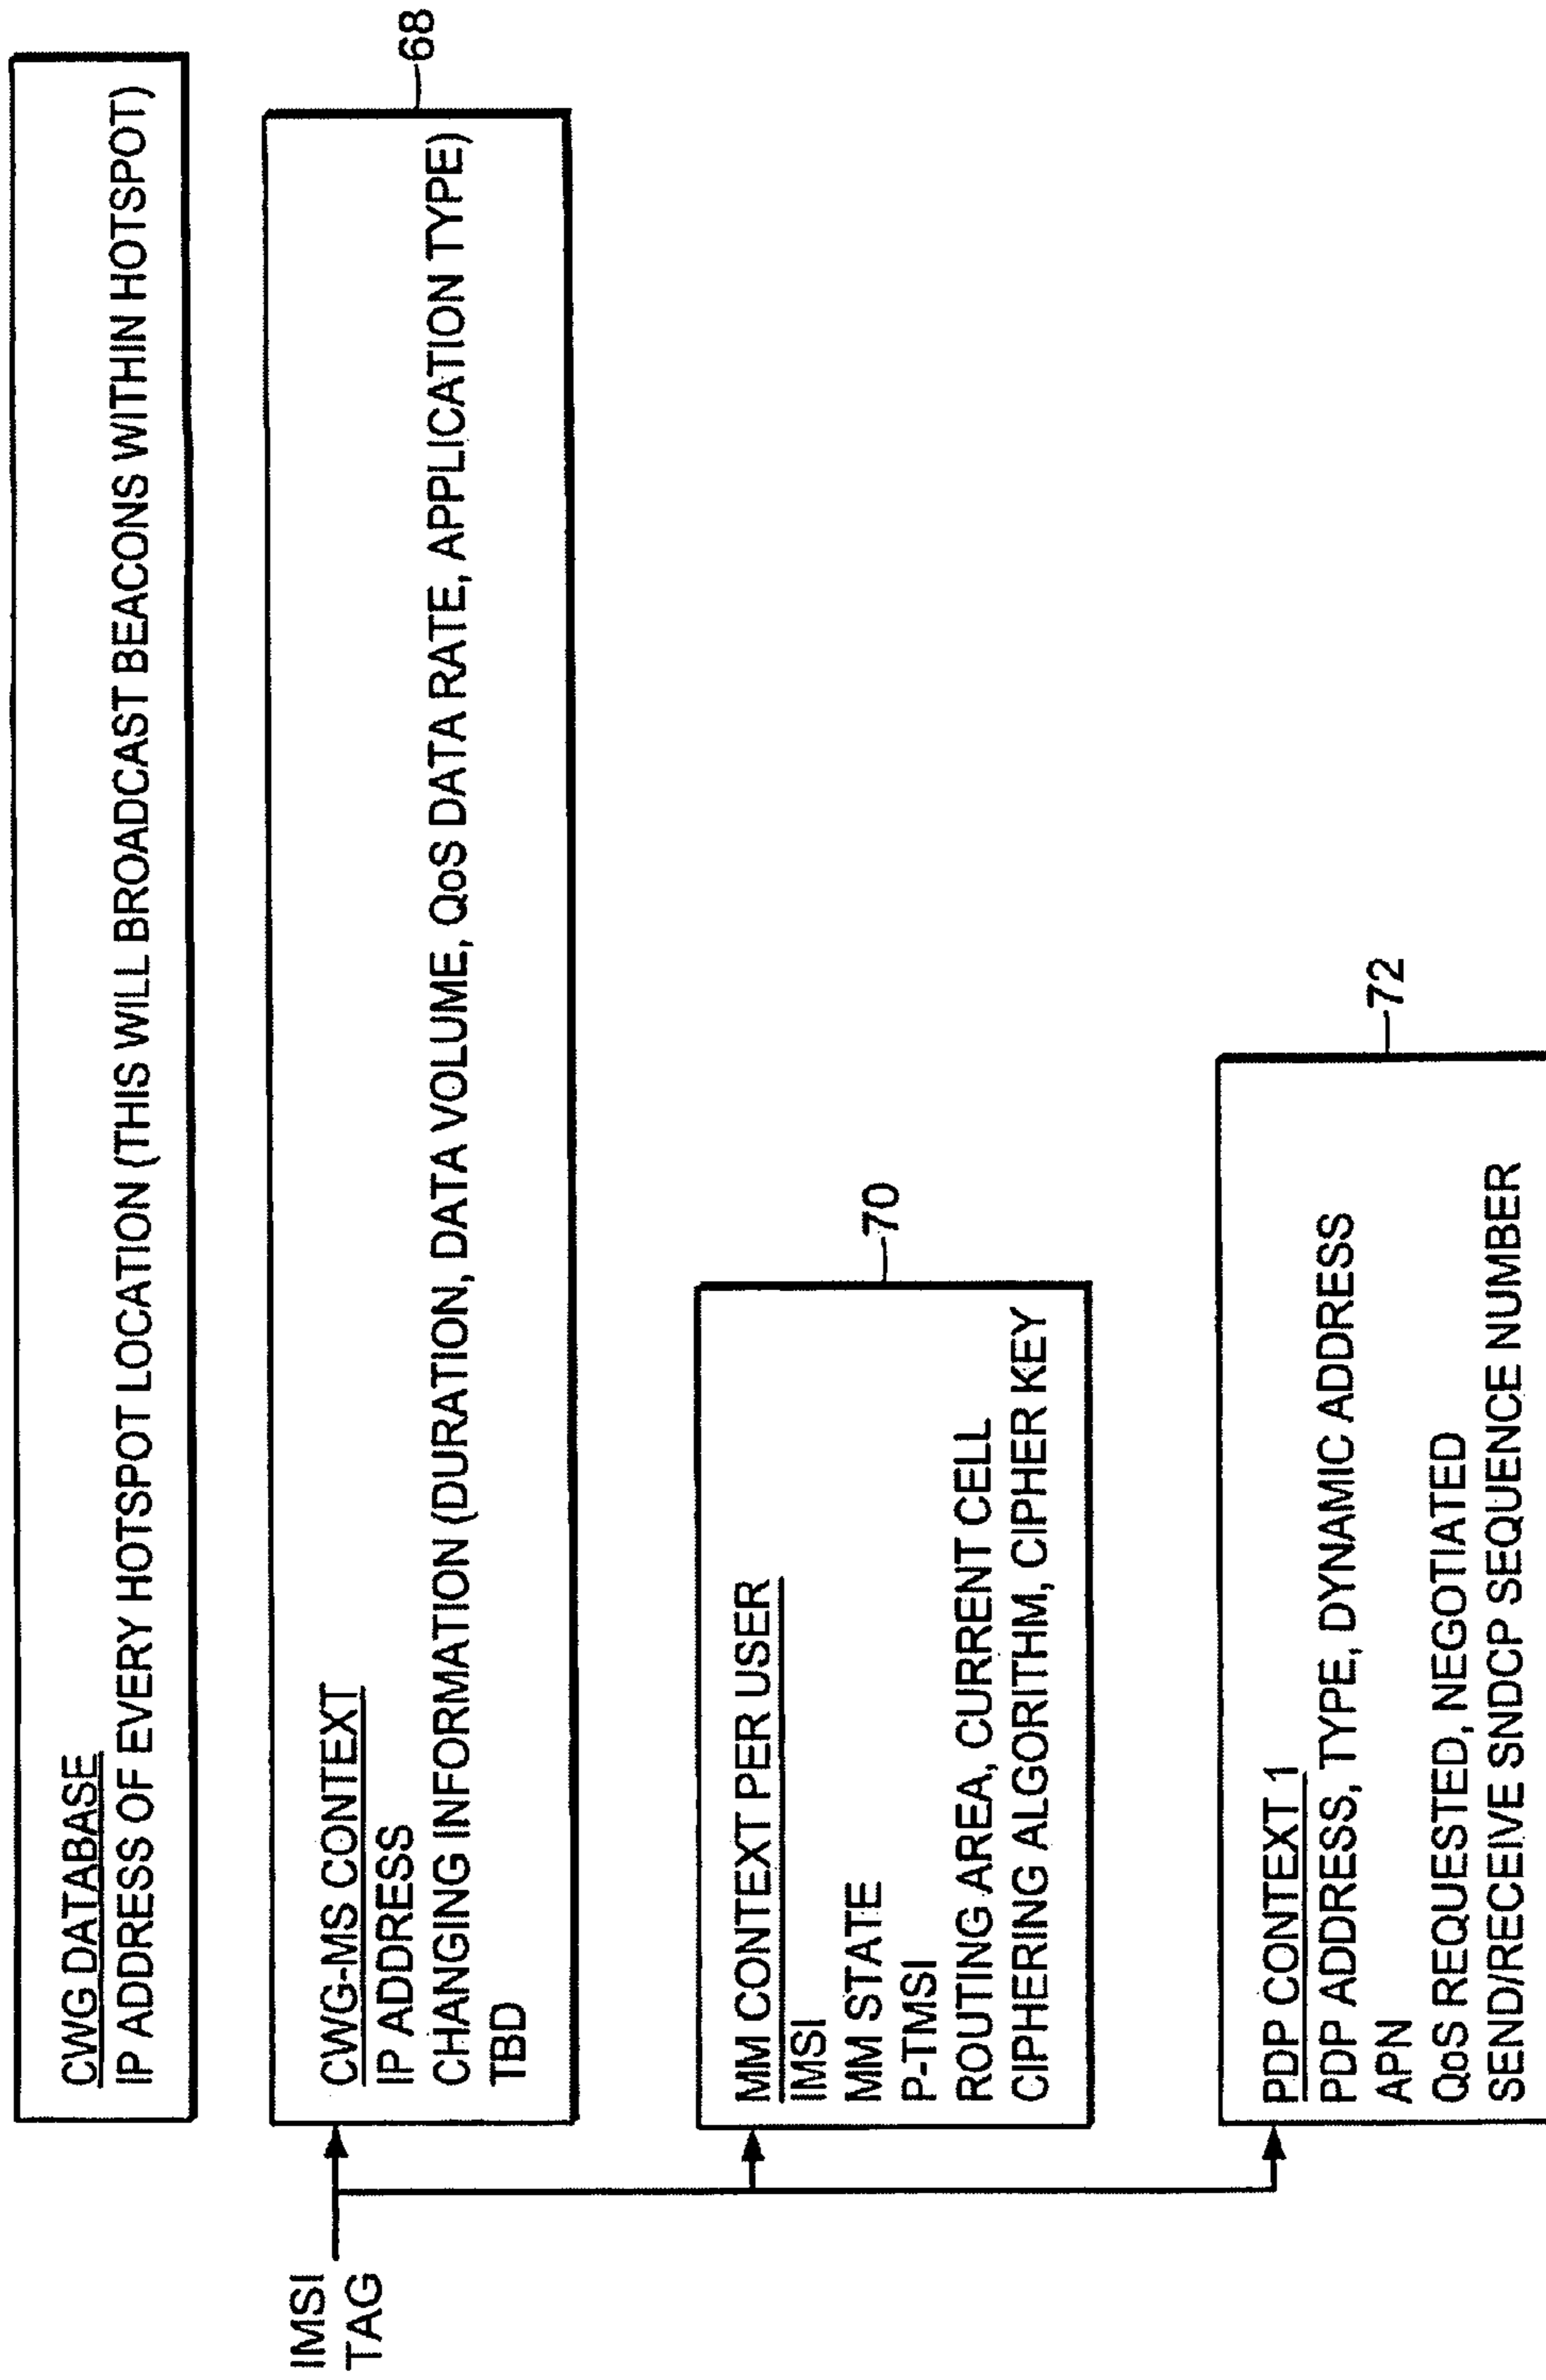 CWG DATABASE
IP ADDRESS OF EVERY HOTSPOT LOCATION (THIS WILL BROADCAST BEACONS WITHIN HOTSPOT)
IMSI
TAG
CWG-MS CONTEXT
IP ADDRESS
CHANGING INFORMATION (DURATION, DATA VOLUME, QoS DATA RATE, APPLICATION TYPE)
TBD
68
MM CONTEXT PER USER
IMSI
MM STATE
P-TMSI
ROUTING AREA, CURRENT CELL
CIPHERING ALGORITHM, CIPHER KEY
70
PDP CONTEXT 1
PDP ADDRESS, TYPE, DYNAMIC ADDRESS
APN
QoS REQUESTED, NEGOTIATED
SEND/RECEIVE SNDCP SEQUENCE NUMBER
72